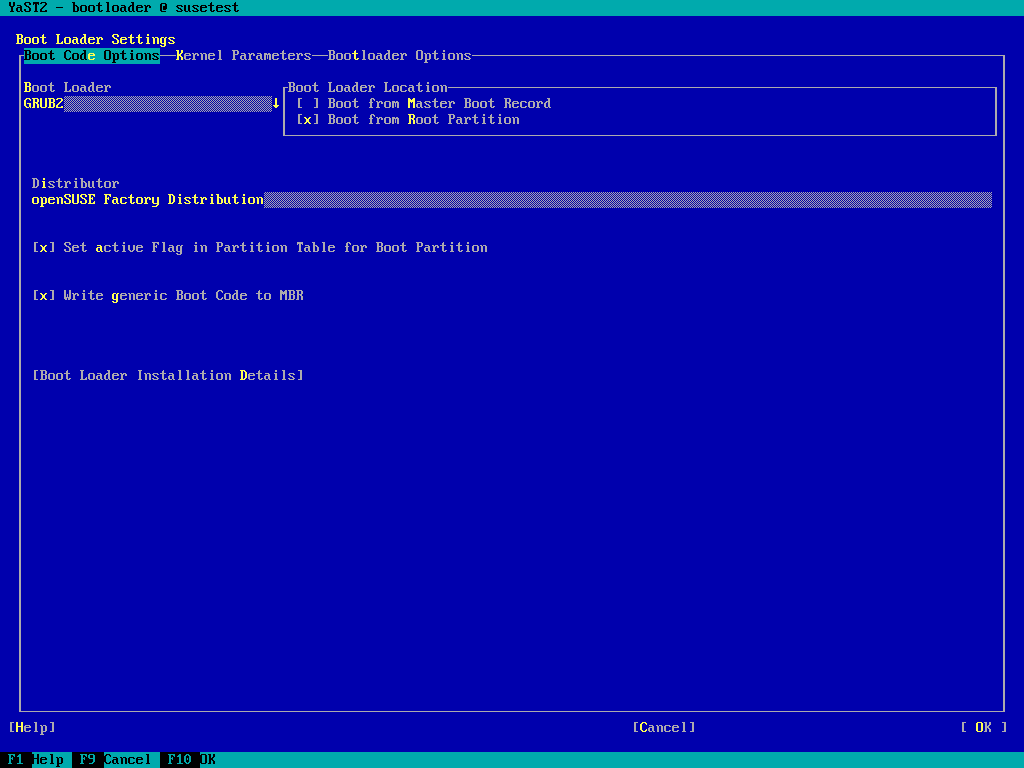 YaST2 - bootloader @ susetest
Boot Loader Settings
Boot Code Options Kernel Parameters Bootloader Options
Boot Loader
GRUB2 ↓
Boot Loader Location
[ ] Boot from Master Boot Record
[x] Boot from Root Partition
Distributor
openSUSE Factory Distribution
[x] Set active Flag in Partition Table for Boot Partition
[x] Write generic Boot Code to MBR
[Boot Loader Installation Details]
[Help] [Cancel] [ OK ]
F1 Help F9 Cancel F10 OK